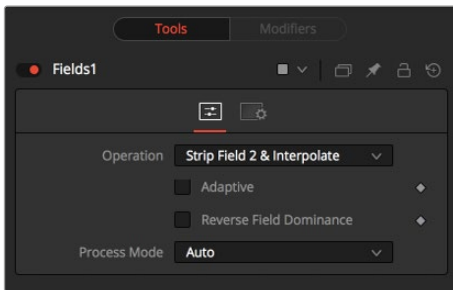 Tools Modifiers
Fields1
Operation Strip Field 2 & Interpolate
Adaptive
Reverse Field Dominance
Process Mode Auto